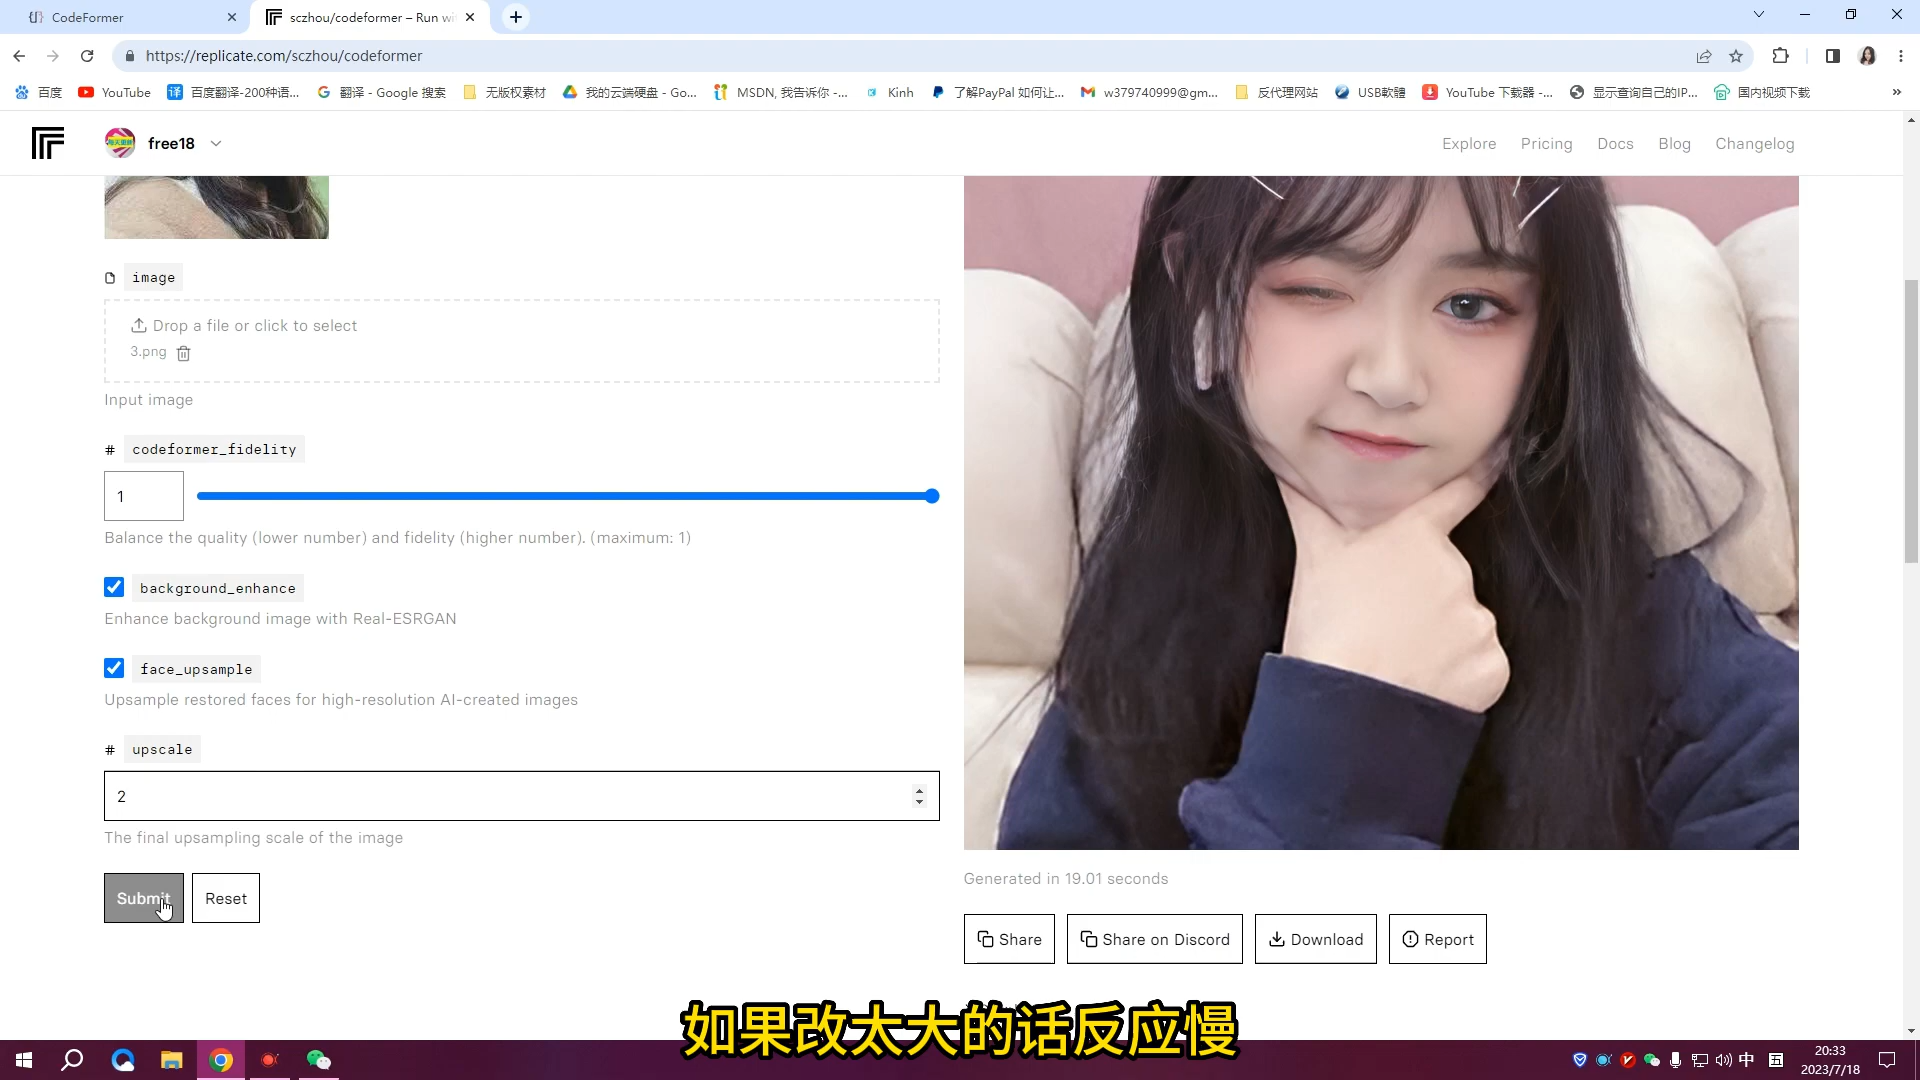 CodeFormer
sczhou/codeformer – Run wi
https://replicate.com/sczhou/codeformer
百度
YouTube
百度翻译-200种语...
翻译 - Google 搜索
无版权素材
我的云端硬盘 - Go...
MSDN, 我告诉你 -...
Kinh
了解PayPal 如何让...
w379740999@gm...
反代理网站
USB軟體
YouTube 下载器 -...
显示查询自己的IP...
国内视频下载
»
free18
Explore
Pricing
Docs
Blog
Changelog
image
Drop a file or click to select
3.png
Input image
# codeformer_fidelity
1
Balance the quality (lower number) and fidelity (higher number). (maximum: 1)
background_enhance
Enhance background image with Real-ESRGAN
face_upsample
Upsample restored faces for high-resolution AI-created images
# upscale
2
The final upsampling scale of the image
Submit
Reset
Generated in 19.01 seconds
Share
Share on Discord
Download
Report
如果改太大的话反应慢
中
五
20:33
2023/7/18